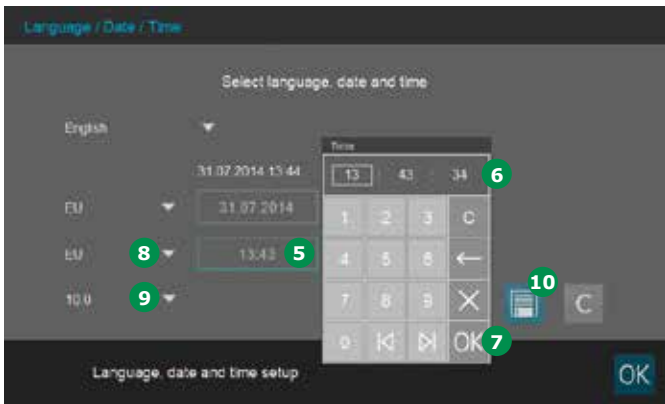 Language / Date / Time
Select language, date and time
English
31.07.2014 13:44
Time
13 : 43 : 34 6
EU 31.07.2014
1 2 3 C
EU 8 13:43 5
4 5 6 ←
10.0 9
7 8 9 X
10
C
0 OK 7
Language, date and time setup
OK